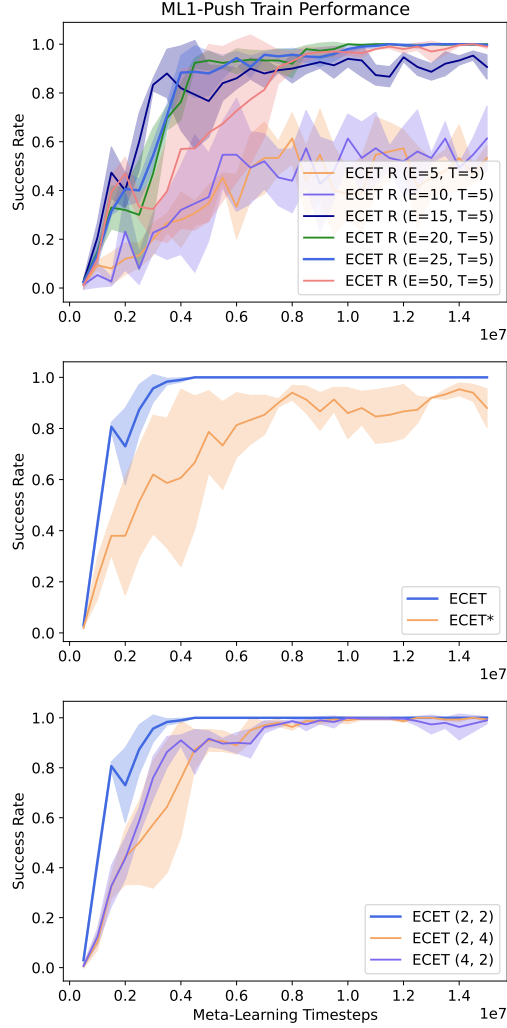 ML1-Push Train Performance
1.0
0.8
0.6
0.4
0.2
0.0
Success Rate
ECET R (E=5, T=5)
ECET R (E=10, T=5)
ECET R (E=15, T=5)
ECET R (E=20, T=5)
ECET R (E=25, T=5)
ECET R (E=50, T=5)
0.0 0.2 0.4 0.6 0.8 1.0 1.2 1.4
1e7
1.0
0.8
0.6
0.4
0.2
0.0
Success Rate
ECET
ECET*
0.0 0.2 0.4 0.6 0.8 1.0 1.2 1.4
1e7
1.0
0.8
0.6
0.4
0.2
0.0
Success Rate
ECET (2, 2)
ECET (2, 4)
ECET (4, 2)
0.0 0.2 0.4 0.6 0.8 1.0 1.2 1.4
Meta-Learning Timesteps
1e7